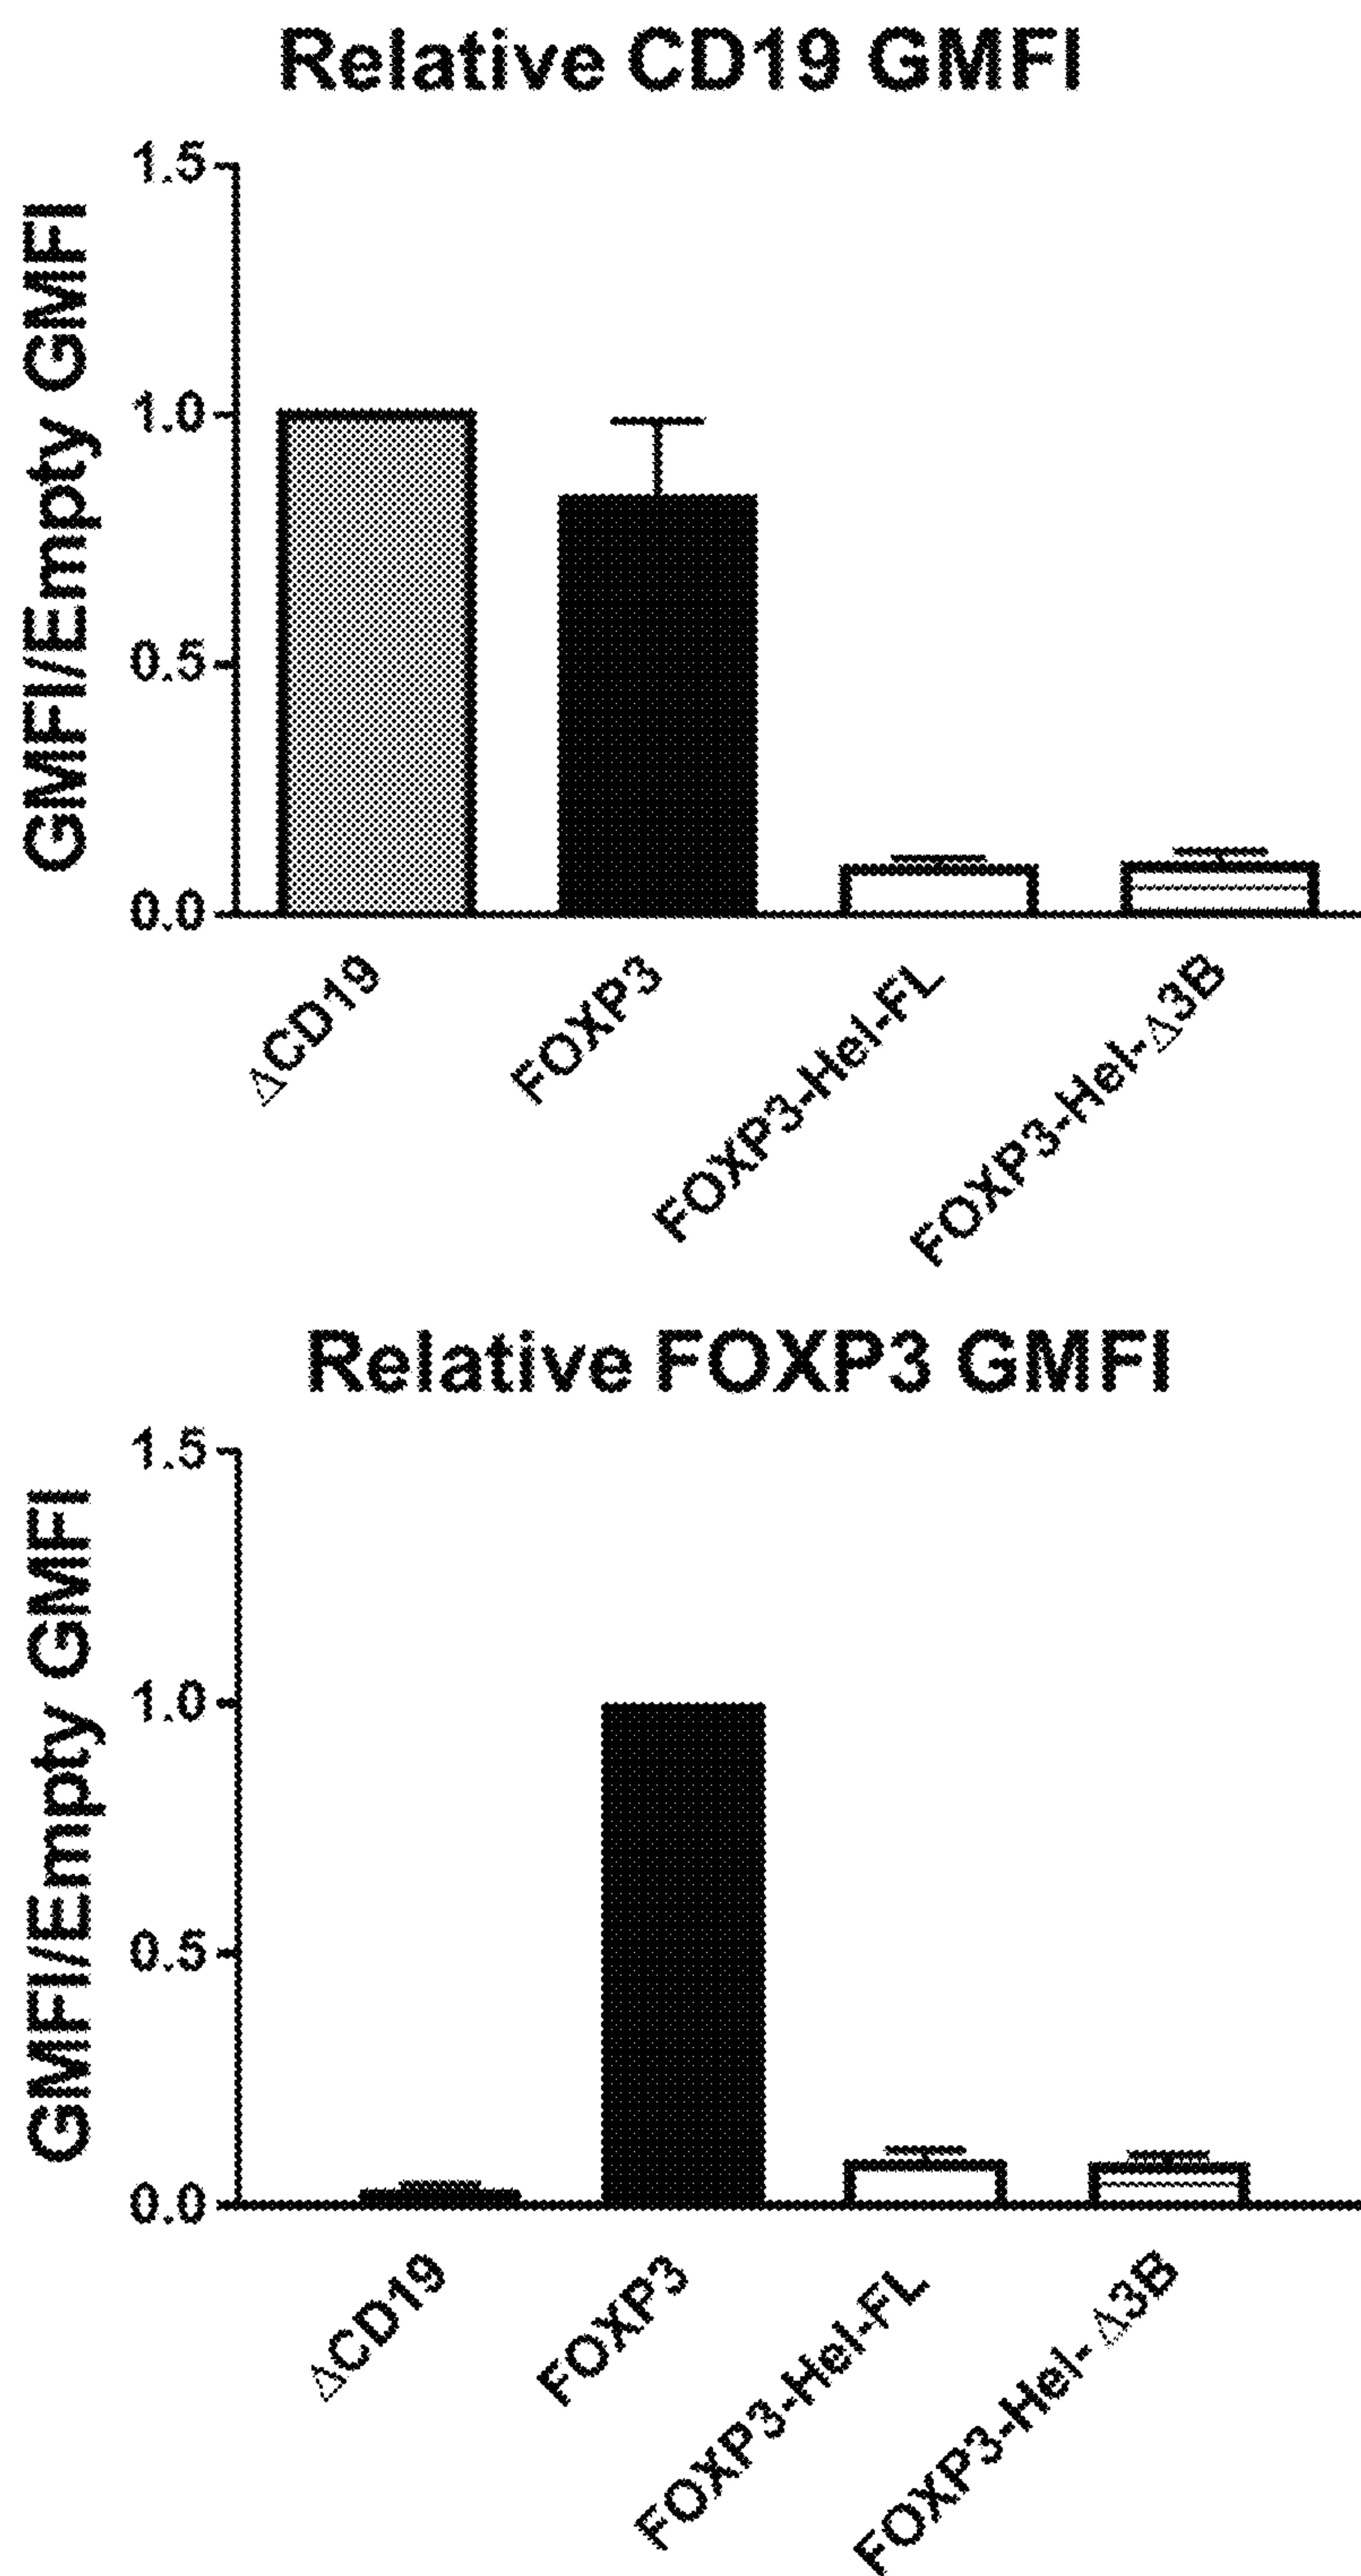 Relative CD19 GMFI
GMFI/Empty GMFI
1.5
1.0
0.5
0.0
ΔCD19
FOXP3
FOXP3-Hel-FL
FOXP3-Hel-Δ3B
Relative FOXP3 GMFI
GMFI/Empty GMFI
1.5
1.0
0.5
0.0
ΔCD19
FOXP3
FOXP3-Hel-FL
FOXP3-Hel-Δ3B